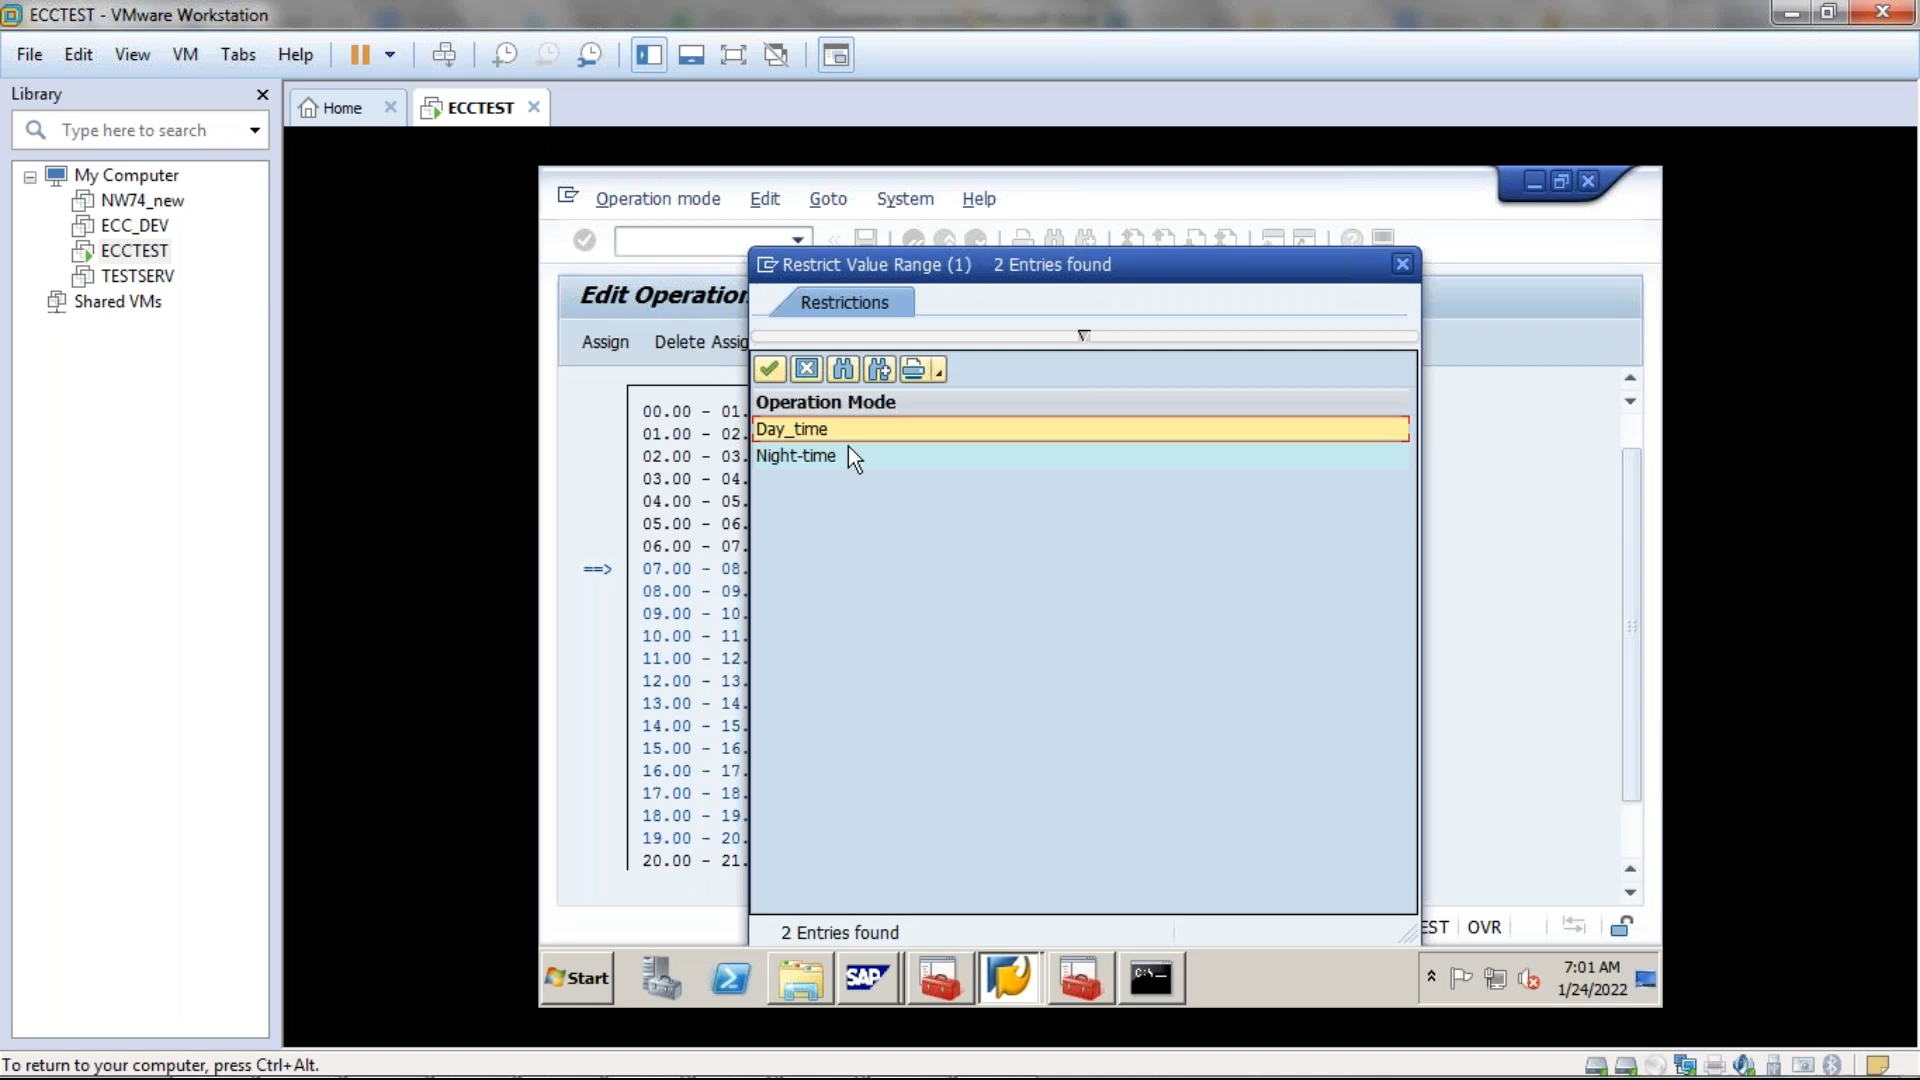 ECCTEST - VMware Workstation
File Edit View VM Tabs Help
Library
Home
ECCTEST
Type here to search
My Computer
NW74_new
ECC_DEV
ECCTEST
TESTSERV
Shared VMs
Operation mode Edit Goto System Help
Restrict Value Range (1) 2 Entries found
Edit Operation
Restrictions
Assign Delete Assig
Operation Mode
Day_time
Night-time
00.00 - 01.
01.00 - 02.
02.00 - 03.
03.00 - 04.
04.00 - 05.
05.00 - 06.
06.00 - 07.
==> 07.00 - 08.
08.00 - 09.
09.00 - 10.
10.00 - 11.
11.00 - 12.
12.00 - 13.
13.00 - 14.
14.00 - 15.
15.00 - 16.
16.00 - 17.
17.00 - 18.
18.00 - 19.
19.00 - 20.
20.00 - 21.
2 Entries found
EST OVR
Start
SAP
C:\_
7:01 AM
1/24/2022
To return to your computer, press Ctrl+Alt.